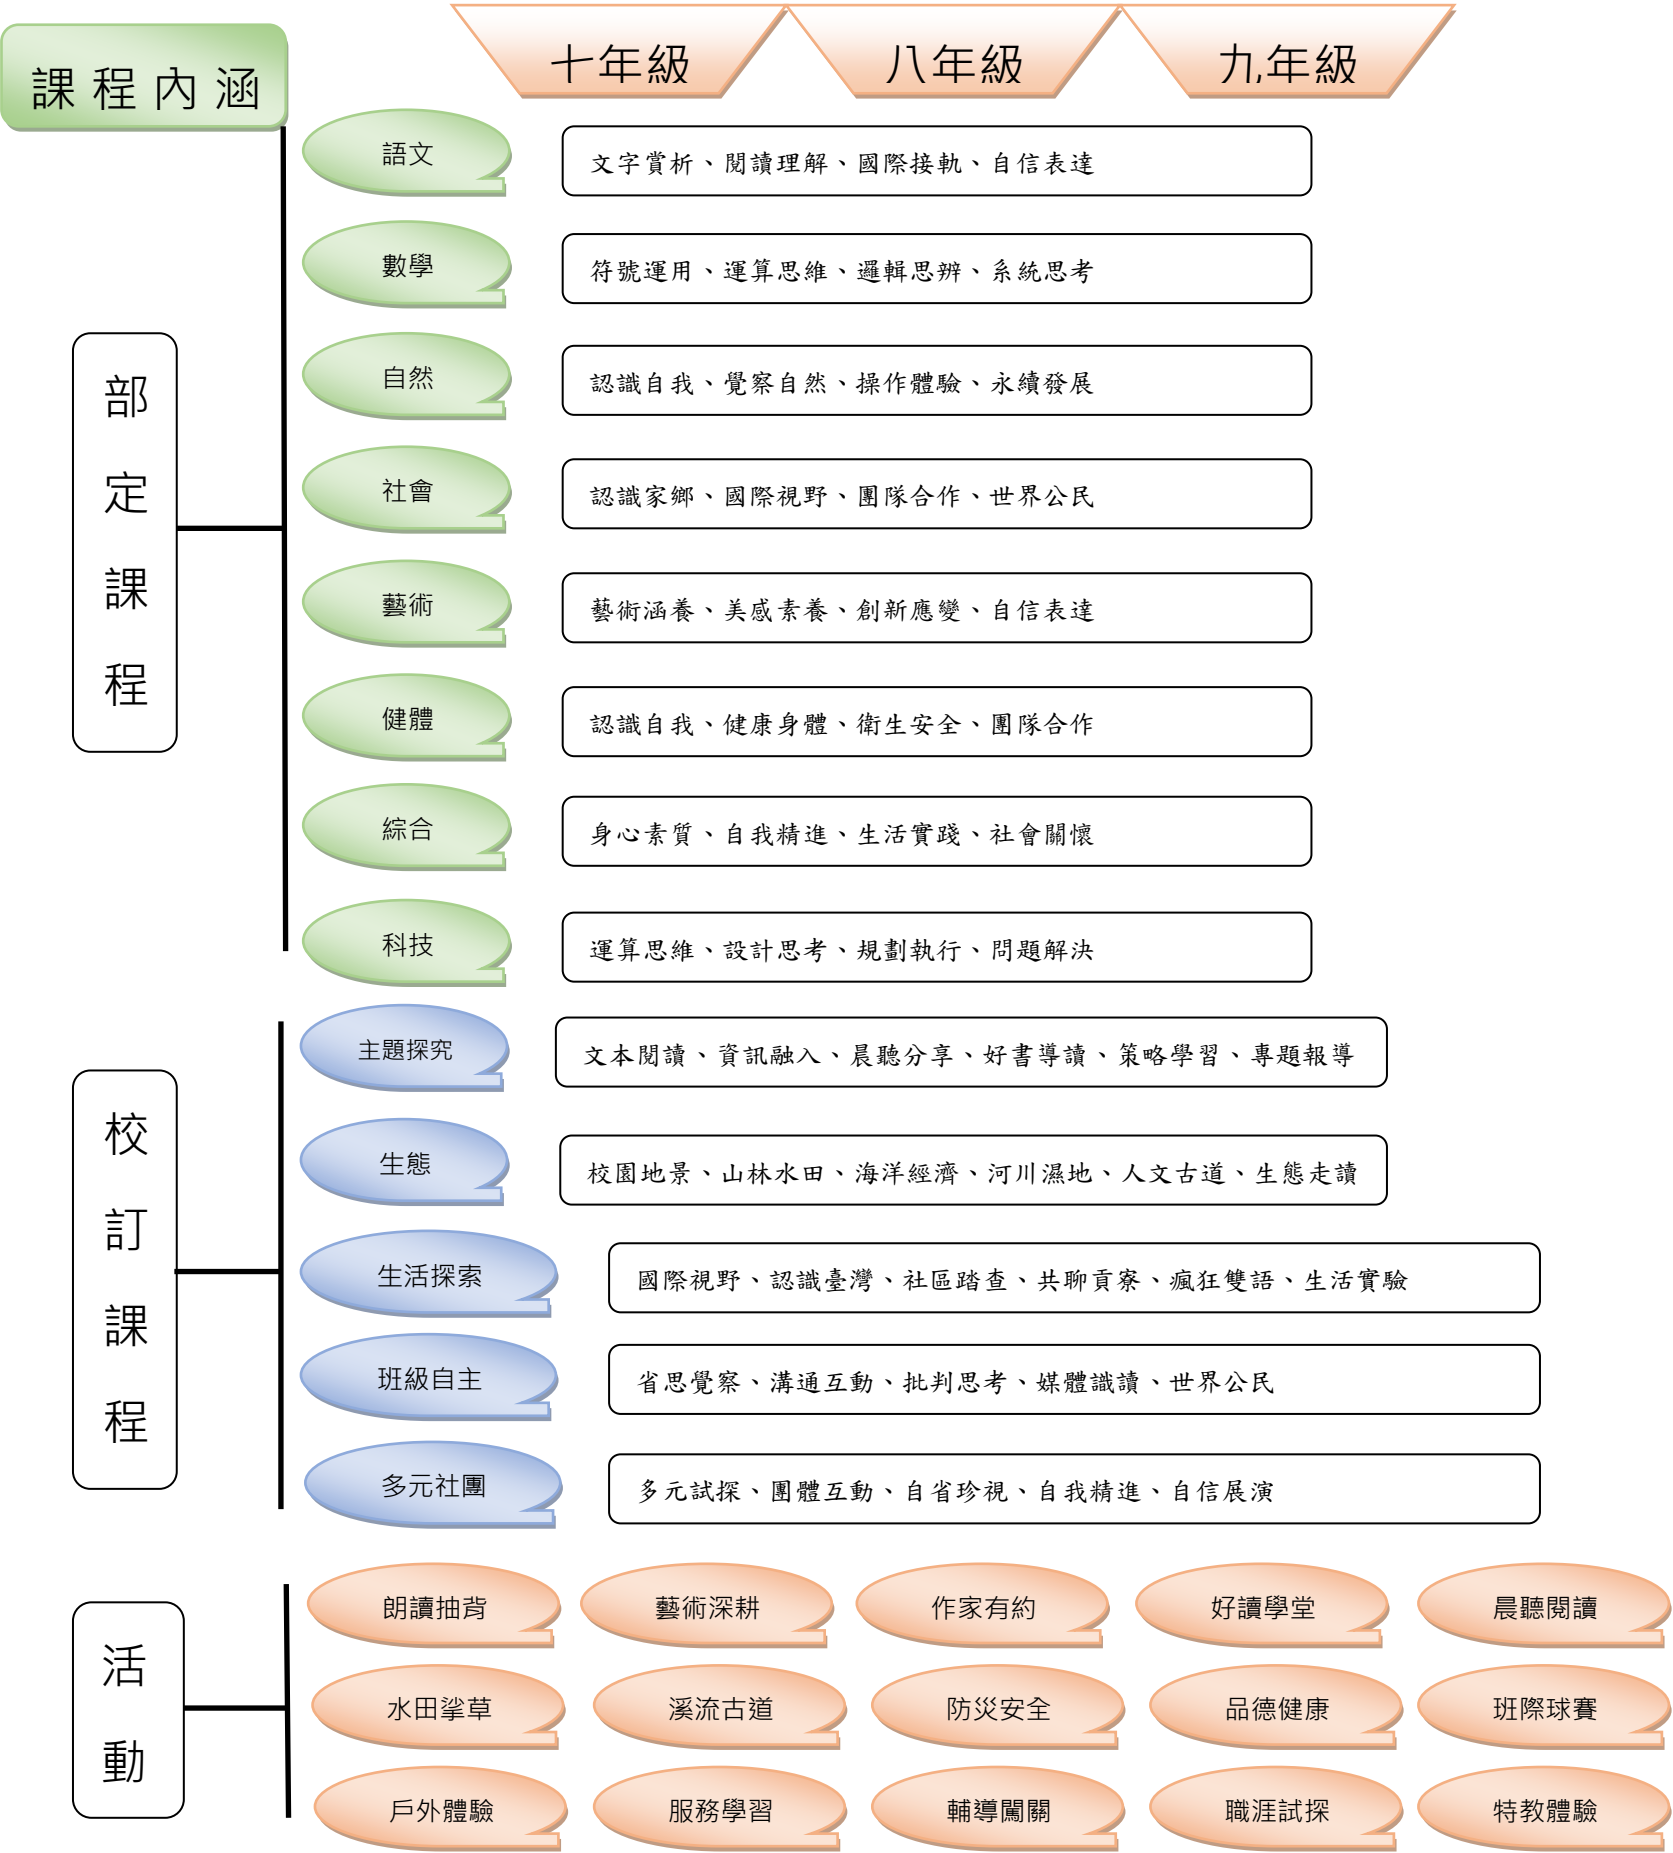 課程內涵
七年級 八年級 九年級
部定課程
語文 文字賞析、閱讀理解、國際接軌、自信表達
數學 符號運用、運算思維、邏輯思辨、系統思考
自然 認識自我、覺察自然、操作體驗、永續發展
社會 認識家鄉、國際視野、團隊合作、世界公民
藝術 藝術涵養、美感素養、創新應變、自信表達
健體 認識自我、健康身體、衛生安全、團隊合作
綜合 身心素質、自我精進、生活實踐、社會關懷
科技 運算思維、設計思考、規劃執行、問題解決
校訂課程
主題探究 文本閱讀、資訊融入、晨聽分享、好書導讀、策略學習、專題報導
生態 校園地景、山林水田、海洋經濟、河川濕地、人文古道、生態走讀
生活探索 國際視野、認識臺灣、社區踏查、共聊貢寮、瘋狂雙語、生活實驗
班級自主 省思覺察、溝通互動、批判思考、媒體識讀、世界公民
多元社團 多元試探、團體互動、自省珍視、自我精進、自信展演
活動
朗讀抽背 藝術深耕 作家有約 好讀學堂 晨聽閱讀
水田挲草 溪流古道 防災安全 品德健康 班際球賽
戶外體驗 服務學習 輔導闖關 職涯試探 特教體驗